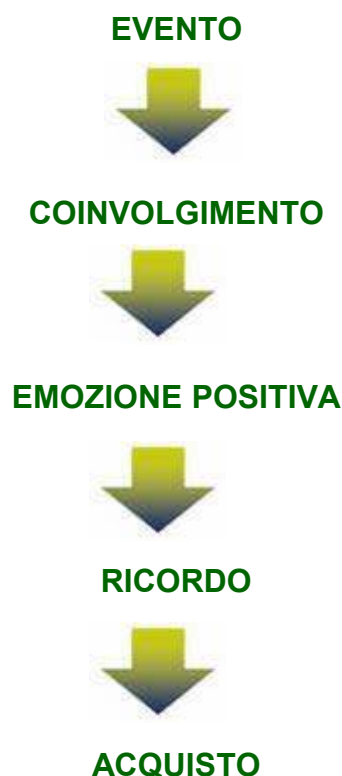 EVENTO
COINVOLGIMENTO
EMOZIONE POSITIVA
RICORDO
ACQUISTO